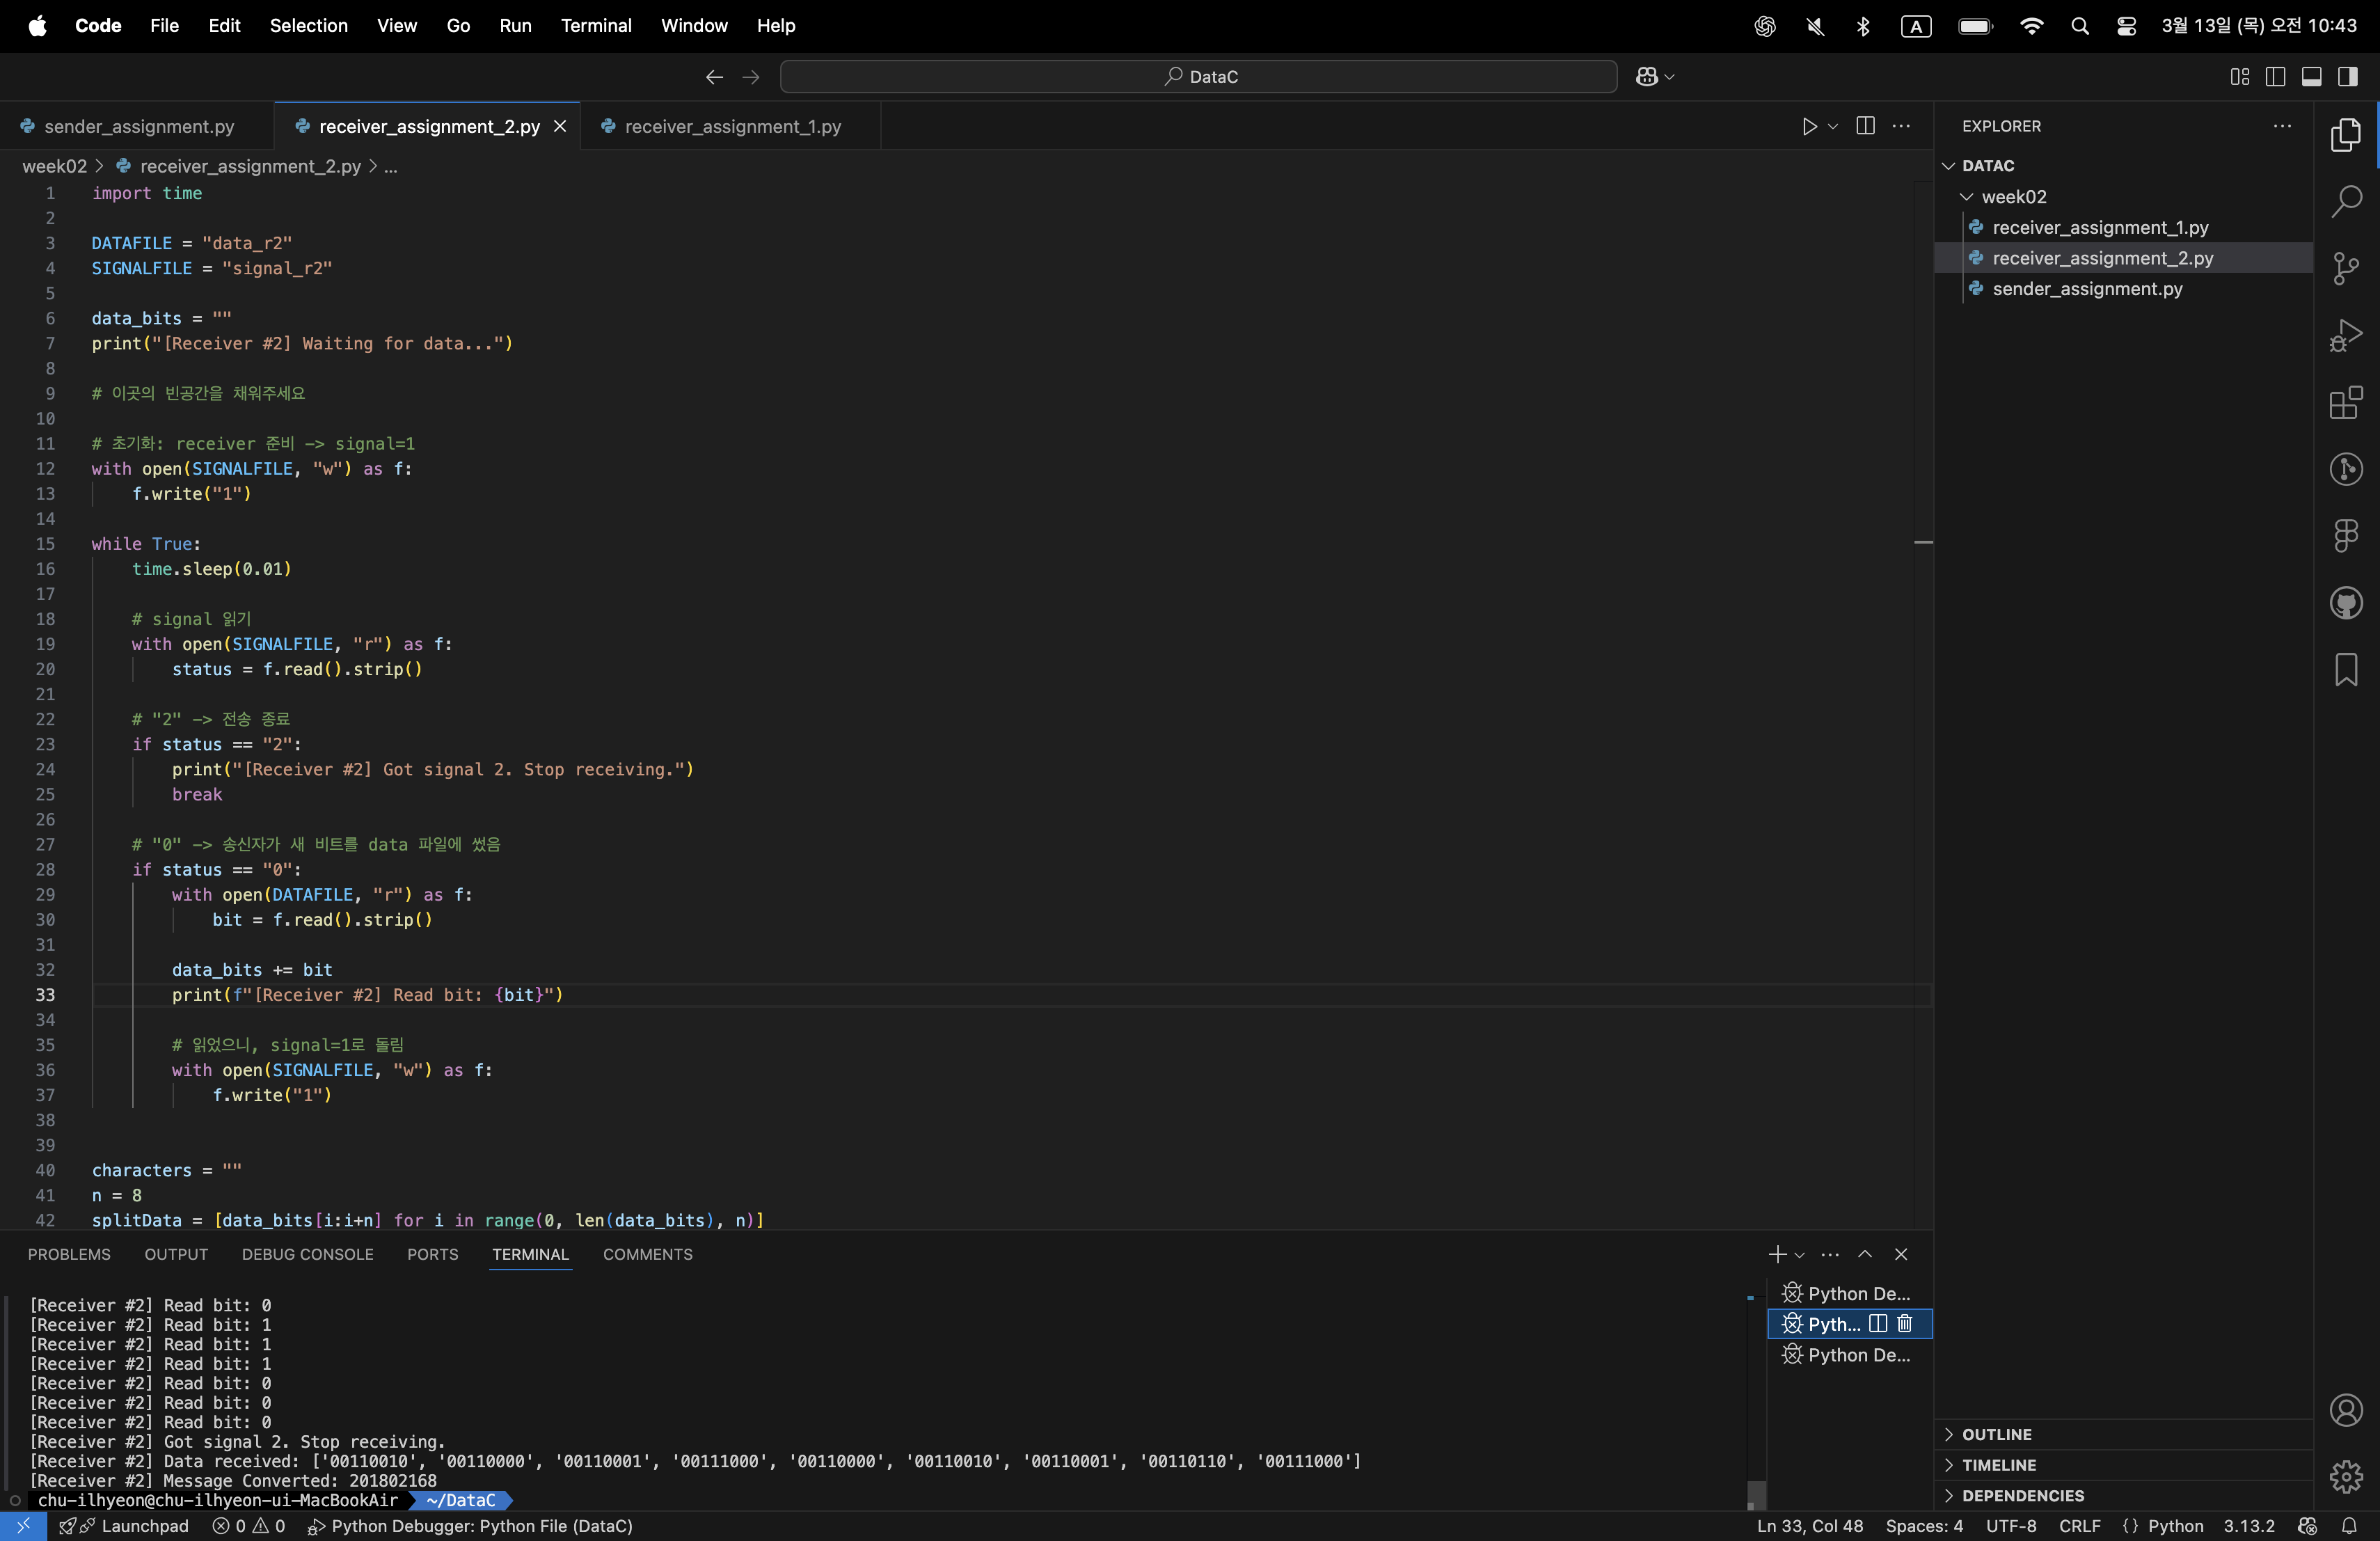 Code File Edit Selection View Go Run Terminal Window Help A 3월 13일 (목) 오전 10:43
DataC
sender_assignment.py receiver_assignment_2.py receiver_assignment_1.py
week02 > receiver_assignment_2.py > ...
1 import time
2
3 DATAFILE = "data_r2"
4 SIGNALFILE = "signal_r2"
5
6 data_bits = ""
7 print("[Receiver #2] Waiting for data...")
8
9 # 이곳의 빈공간을 채워주세요
10
11 # 초기화: receiver 준비 -> signal=1
12 with open(SIGNALFILE, "w") as f:
13 f.write("1")
14
15 while True:
16 time.sleep(0.01)
17
18 # signal 읽기
19 with open(SIGNALFILE, "r") as f:
20 status = f.read().strip()
21
22 # "2" -> 전송 종료
23 if status == "2":
24 print("[Receiver #2] Got signal 2. Stop receiving.")
25 break
26
27 # "0" -> 송신자가 새 비트를 data 파일에 썼음
28 if status == "0":
29 with open(DATAFILE, "r") as f:
30 bit = f.read().strip()
31
32 data_bits += bit
33 print(f"[Receiver #2] Read bit: {bit}")
34
35 # 읽었으니, signal=1로 돌림
36 with open(SIGNALFILE, "w") as f:
37 f.write("1")
38
39
40 characters = ""
41 n = 8
42 splitData = [data_bits[i:i+n] for i in range(0, len(data_bits), n)]
EXPLORER
DATAC
week02
receiver_assignment_1.py
receiver_assignment_2.py
sender_assignment.py
OUTLINE
TIMELINE
DEPENDENCIES
PROBLEMS OUTPUT DEBUG CONSOLE PORTS TERMINAL COMMENTS
[Receiver #2] Read bit: 0
[Receiver #2] Read bit: 1
[Receiver #2] Read bit: 1
[Receiver #2] Read bit: 1
[Receiver #2] Read bit: 0
[Receiver #2] Read bit: 0
[Receiver #2] Read bit: 0
[Receiver #2] Got signal 2. Stop receiving.
[Receiver #2] Data received: ['00110010', '00110000', '00110001', '00111000', '00110000', '00110010', '00110001', '00110110', '00111000']
[Receiver #2] Message Converted: 201802168
chu-ilhyeon@chu-ilhyeon-ui-MacBookAir ~/DataC
Python De...
Pyth...
Python De...
Launchpad 0 0 Python Debugger: Python File (DataC) Ln 33, Col 48 Spaces: 4 UTF-8 CRLF {} Python 3.13.2